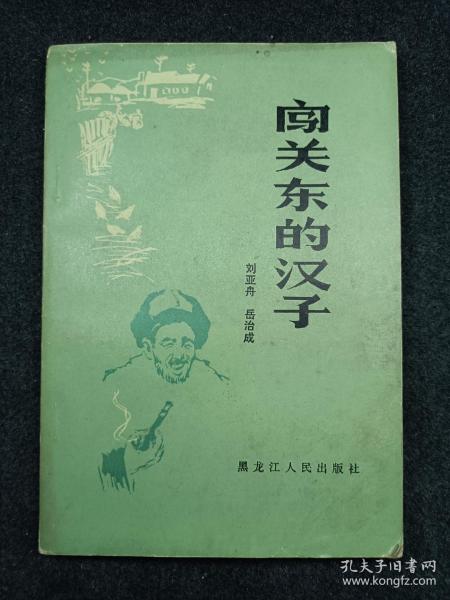 闯关东的汉子
刘亚舟 岳治成
黑龙江人民出版社
孔夫子旧书网
www.kongfz.com